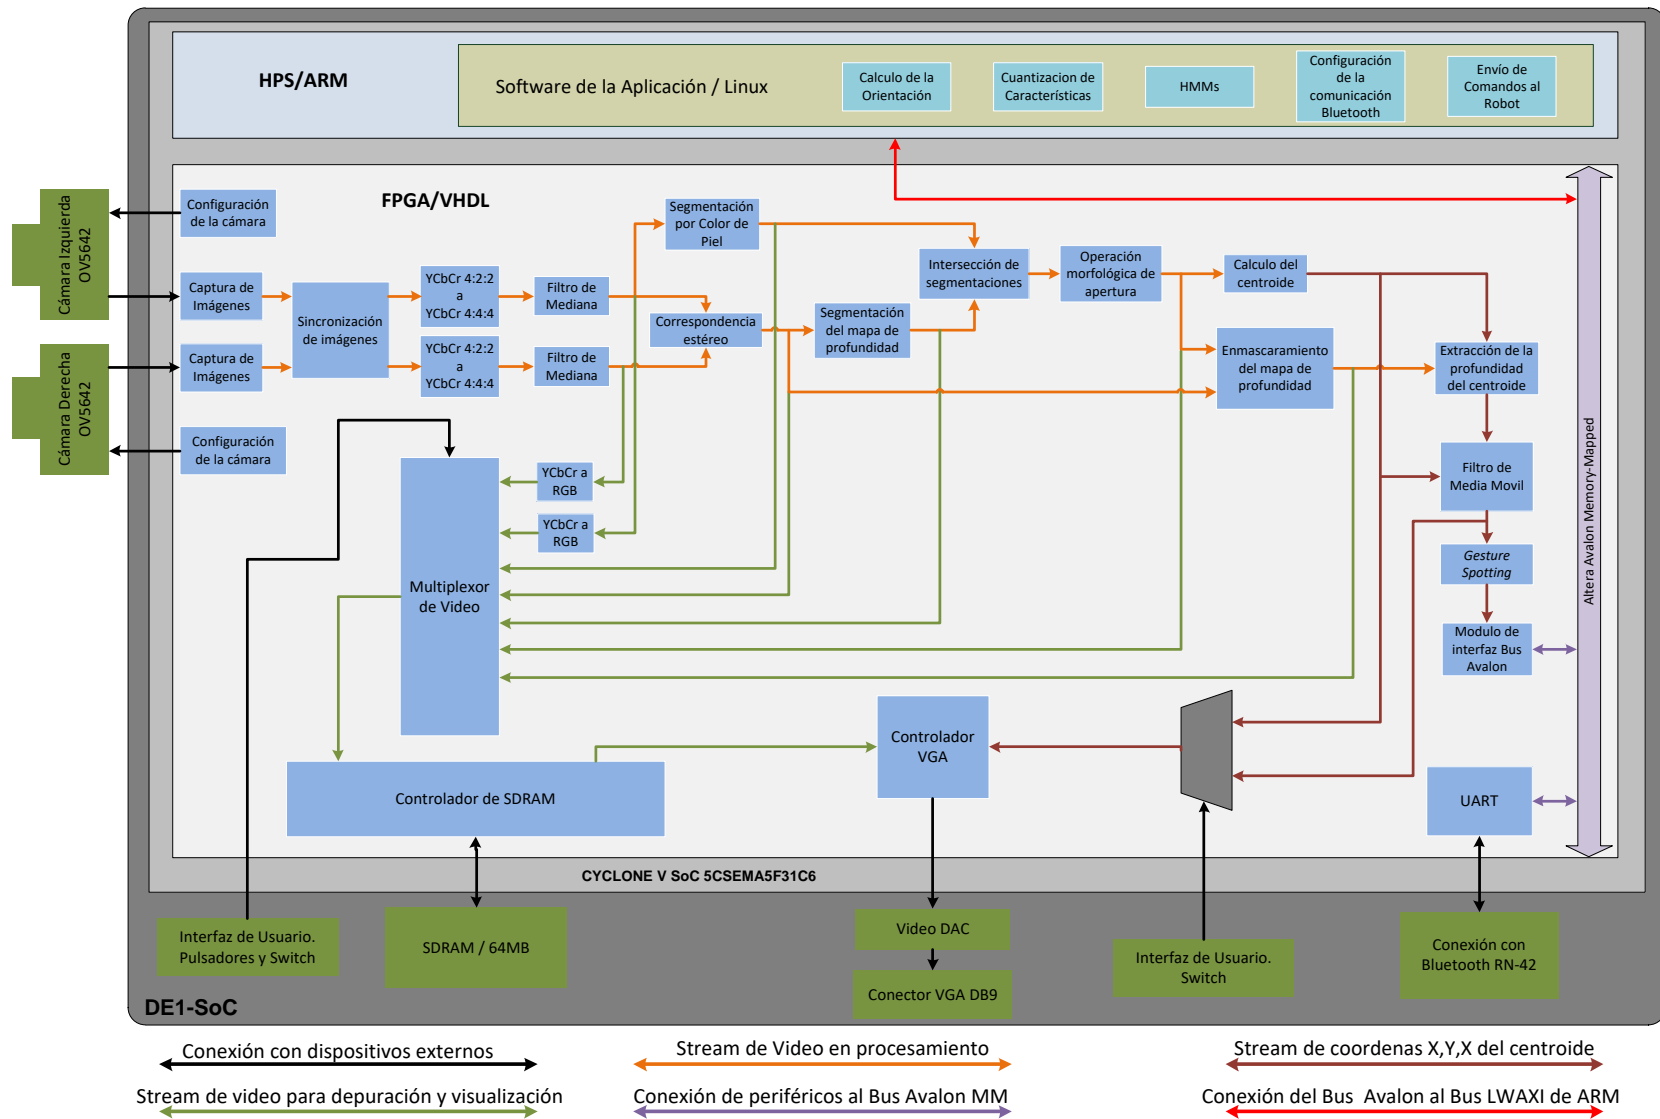 HPS/ARM
Software de la Aplicación / Linux
Calculo de la
Orientación
Cuantizacion de
Características
HMMs
Configuración
de la
comunicación
Bluetooth
Envío de
Comandos al
Robot
FPGA/VHDL
Cámara Izquierda
OV5642
Cámara Derecha
OV5642
Configuración
de la cámara
Captura de
Imágenes
Captura de
Imágenes
Configuración
de la cámara
Sincronización
de imágenes
YCbCr 4:2:2
a
YCbCr 4:4:4
YCbCr 4:2:2
a
YCbCr 4:4:4
Filtro de
Mediana
Filtro de
Mediana
Segmentación
por Color de
Piel
Correspondencia
estéreo
Segmentación
del mapa de
profundidad
Intersección de
segmentaciones
Operación
morfológica de
apertura
Calculo del
centroide
Enmascaramiento
del mapa de
profundidad
Extracción de la
profundidad
del centroide
Filtro de
Media Movil
Gesture
Spotting
Modulo de
interfaz Bus
Avalon
Altera Avalon Memory-Mapped
YCbCr a
RGB
YCbCr a
RGB
Multiplexor
de Video
Controlador
VGA
Controlador de SDRAM
UART
CYCLONE V SoC 5CSEMA5F31C6
Interfaz de Usuario.
Pulsadores y Switch
SDRAM / 64MB
Video DAC
Conector VGA DB9
Interfaz de Usuario.
Switch
Conexión con
Bluetooth RN-42
DE1-SoC
Conexión con dispositivos externos
Stream de Video en procesamiento
Stream de coordenas X,Y,X del centroide
Stream de video para depuración y visualización
Conexión de periféricos al Bus Avalon MM
Conexión del Bus Avalon al Bus LWAXI de ARM